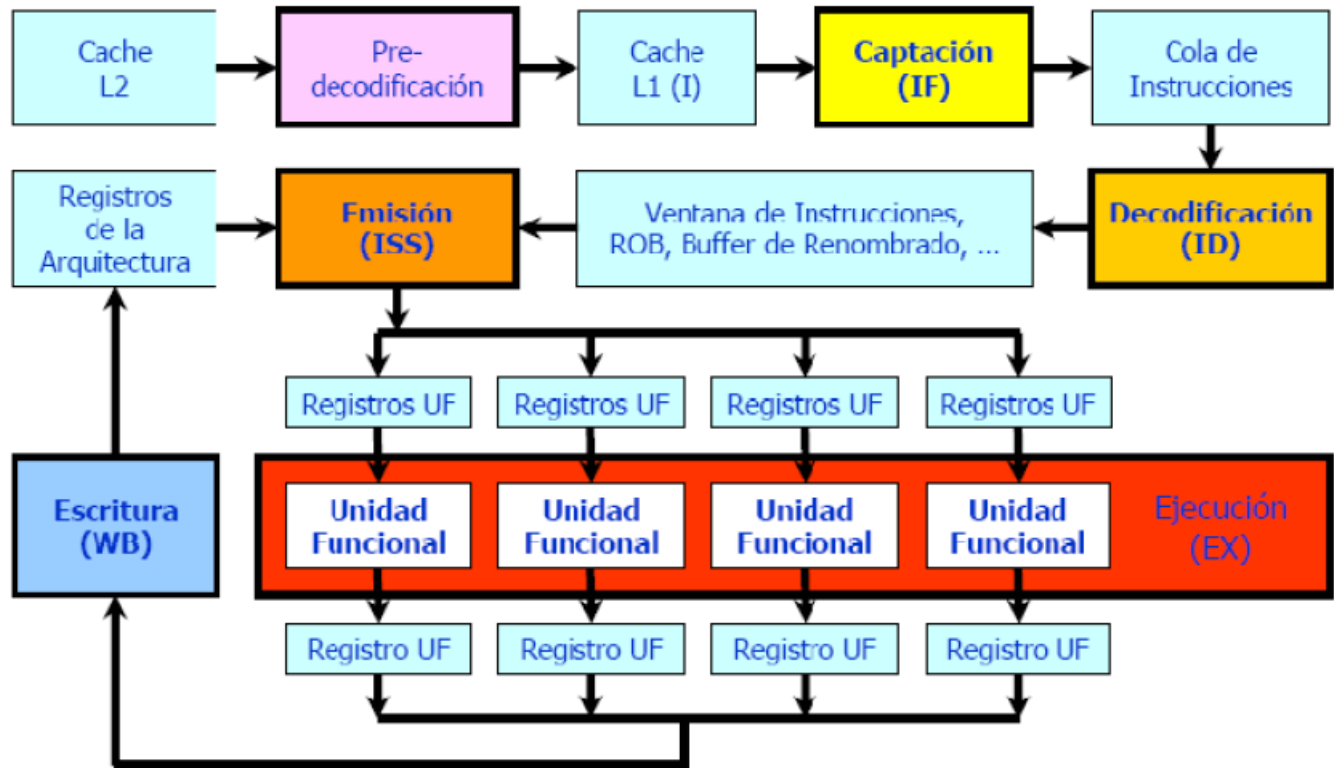 Cache
L2
Pre-
decodificación
Cache
L1 (I)
Captación
(IF)
Cola de
Instrucciones
Registros
de la
Arquitectura
Emisión
(ISS)
Ventana de Instrucciones,
ROB, Buffer de Renombrado, ...
Decodificación
(ID)
Registros UF
Registros UF
Registros UF
Registros UF
Escritura
(WB)
Unidad
Funcional
Unidad
Funcional
Unidad
Funcional
Unidad
Funcional
Ejecución
(EX)
Registro UF
Registro UF
Registro UF
Registro UF